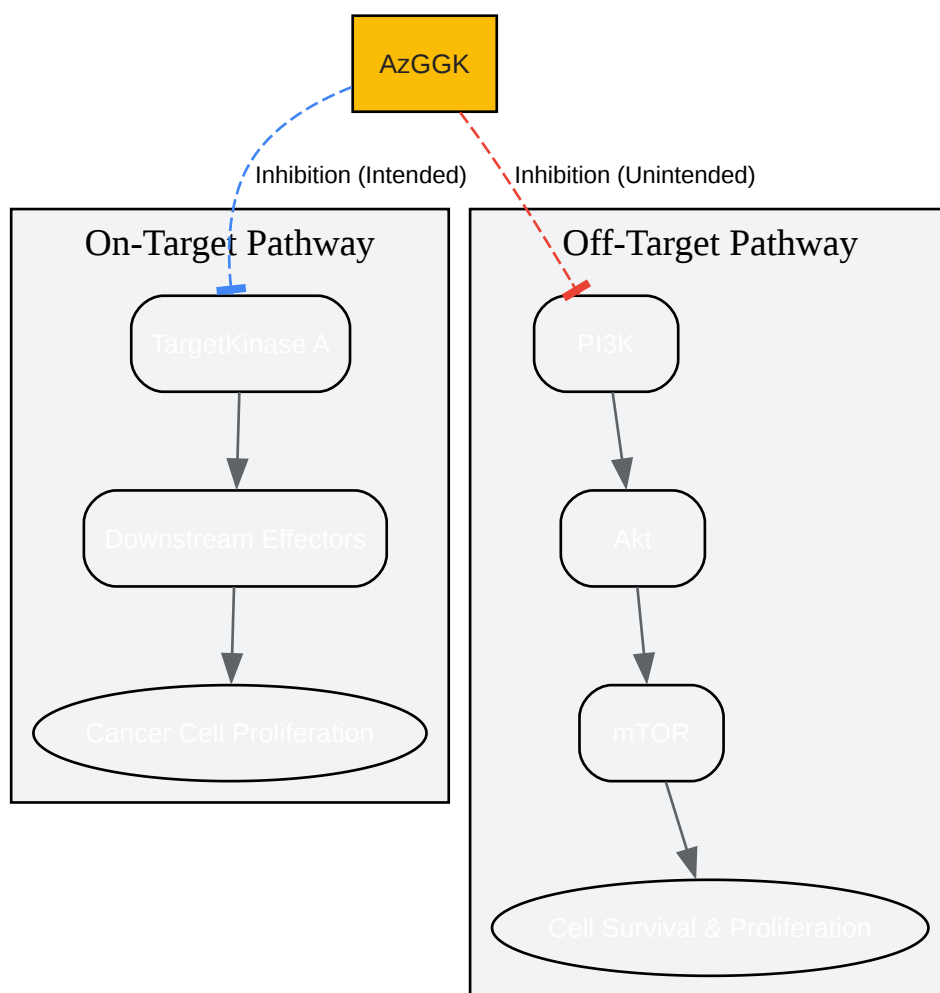 AzGGK
Inhibition (Intended)
Inhibition (Unintended)
On-Target Pathway
TargetKinase A
Downstream Effectors
Cancer Cell Proliferation
Off-Target Pathway
PI3K
Akt
mTOR
Cell Survival & Proliferation